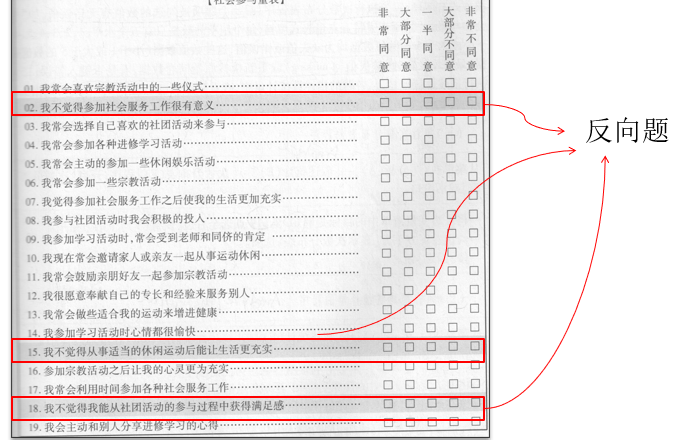 【社会参与量表】
非常同意 大部分同意 一半同意 大部分不同意 非常不同意
01. 我常会喜欢宗教活动中的一些仪式
02. 我不觉得参加社会服务工作很有意义
03. 我常会选择自己喜欢的社团活动来参与
04. 我常会参加各种进修学习活动
05. 我常会主动的参加一些休闲娱乐活动
06. 我常会参加一些宗教活动
07. 我觉得参加社会服务工作之后使我的生活更加充实
08. 我参与社团活动时我会积极的投入
09. 我参加学习活动时,常会受到老师和同侪的肯定
10. 我现在常会邀请家人或亲友一起从事运动休闲
11. 我常会鼓励亲朋好友一起参加宗教活动
12. 我很愿意奉献自己的专长和经验来服务别人
13. 我常会做些适合我的运动来增进健康
14. 我参加学习活动时心情都很愉快
15. 我不觉得从事适当的休闲运动后能让生活更充实
16. 参加宗教活动之后让我的心灵更为充实
17. 我常会利用时间参加各种社会服务工作
18. 我不觉得我能从社团活动的参与过程中获得满足感
19. 我会主动和别人分享进修学习的心得
反向题